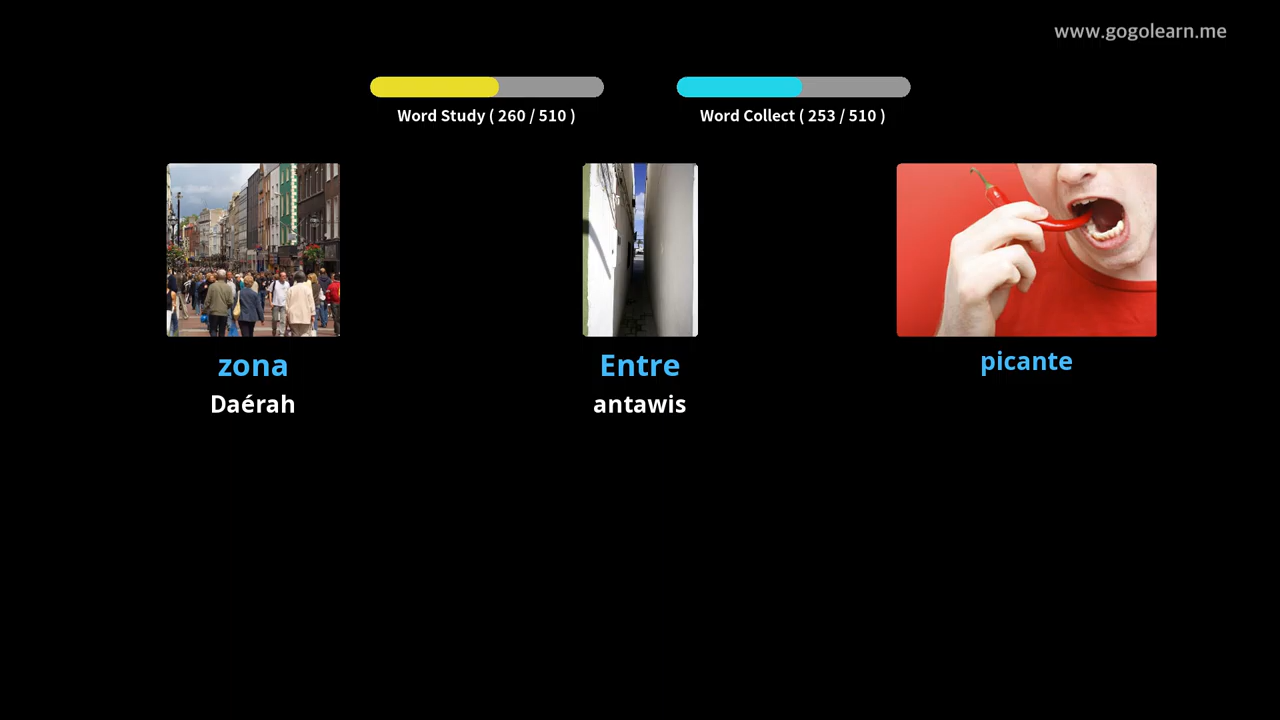 www.gogolearn.me
Word Study ( 260 / 510 )
Word Collect ( 253 / 510 )
zona
Daérah
Entre
antawis
picante